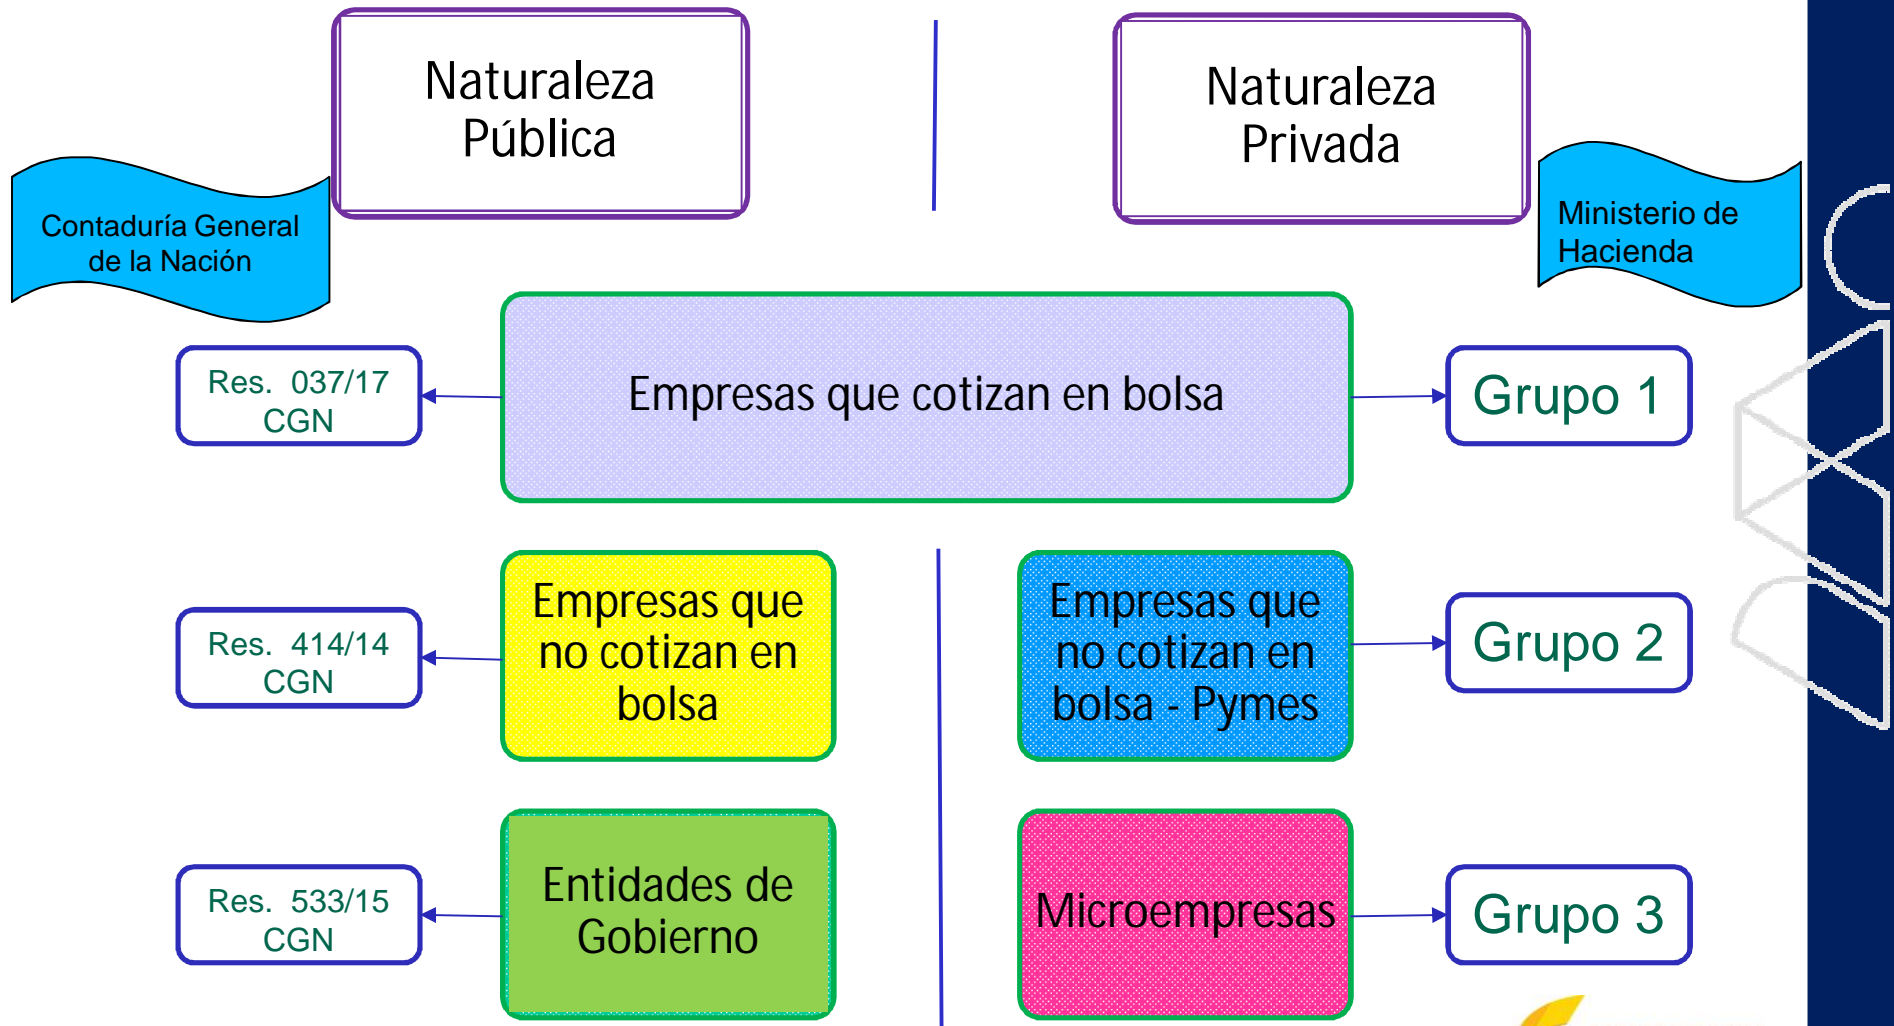 Naturaleza
Pública
Naturaleza
Privada
Contaduría General
de la Nación
Ministerio de
Hacienda
Res. 037/17
CGN
Empresas que cotizan en bolsa
Grupo 1
Res. 414/14
CGN
Empresas que
no cotizan en
bolsa
Empresas que
no cotizan en
bolsa - Pymes
Grupo 2
Res. 533/15
CGN
Entidades de
Gobierno
Microempresas
Grupo 3